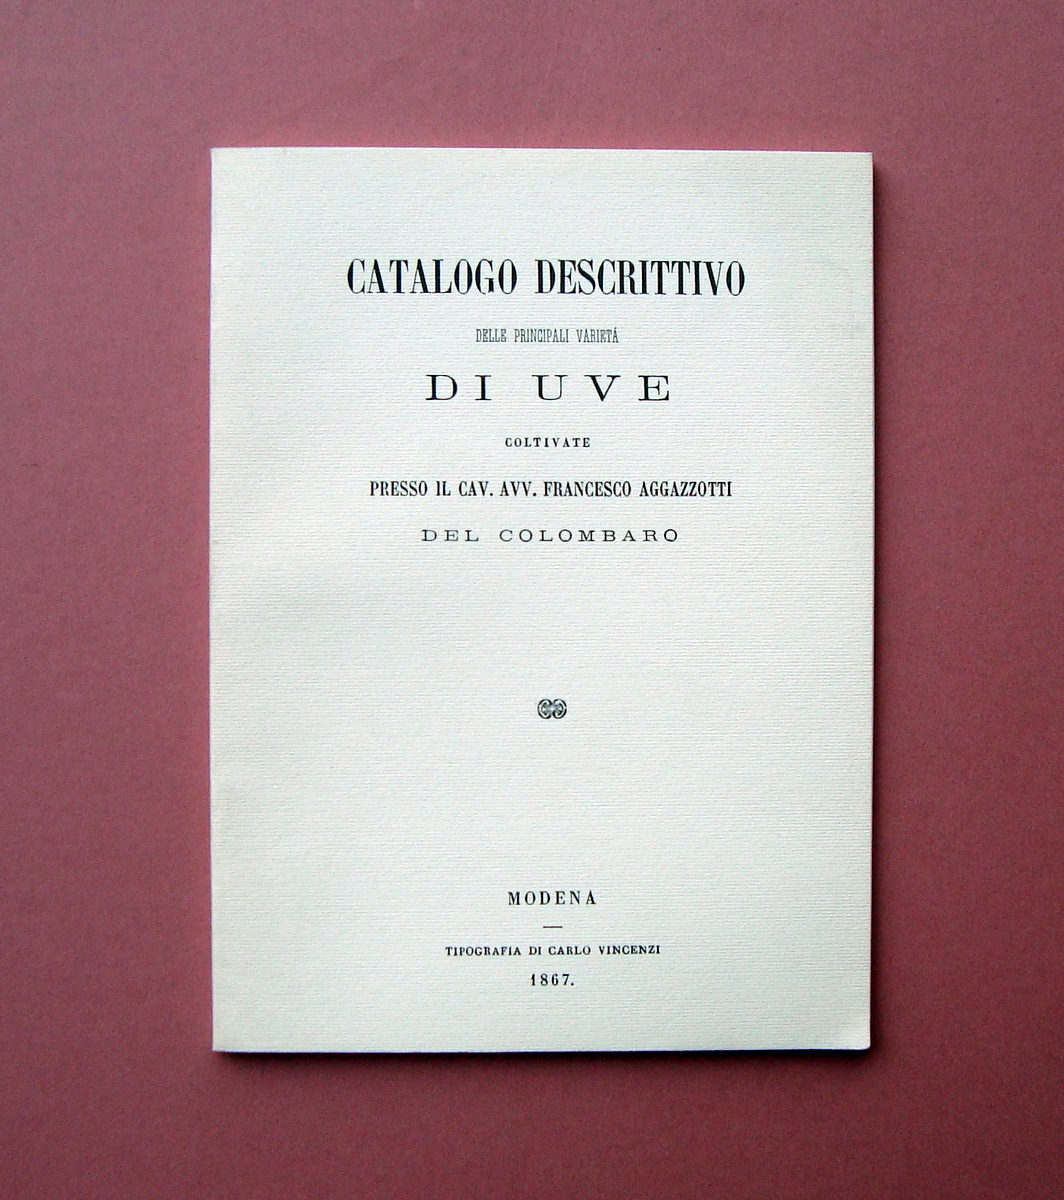 CATALOGO DESCRITTIVO
DELLE PRINCIPALI VARIETÁ
DI UVE
COLTIVATE
PRESSO IL CAV. AVV. FRANCESCO AGGAZZOTTI
DEL COLOMBARO
MODENA
TIPOGRAFIA DI CARLO VINCENZI
1867.